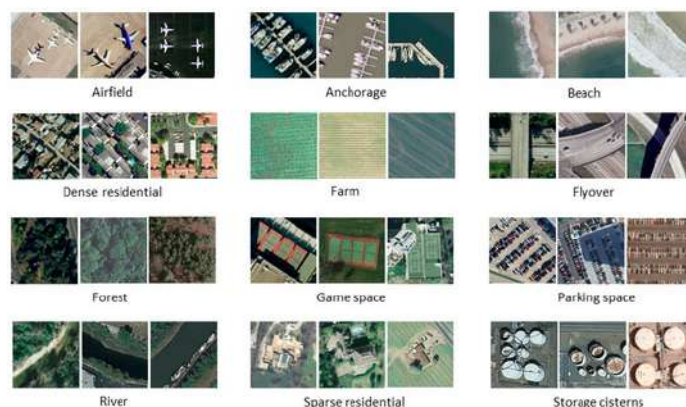 Airfield
Anchorage
Beach
Dense residential
Farm
Flyover
Forest
Game space
Parking space
River
Sparse residential
Storage cisterns